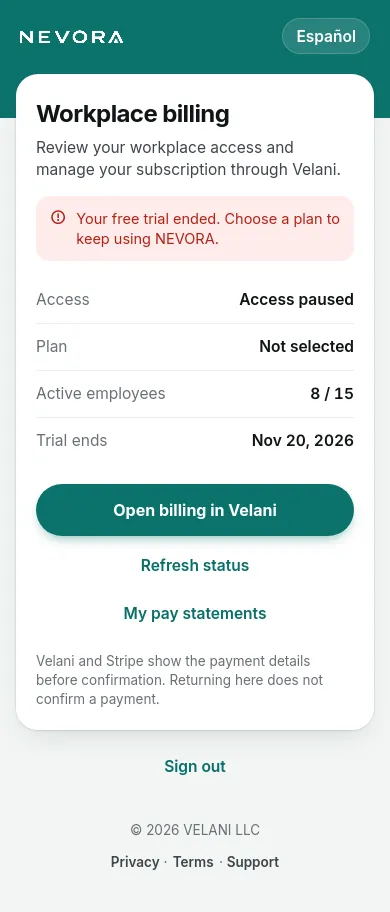 NEVORA
Español
Workplace billing
Review your workplace access and
manage your subscription through Velani.
Your free trial ended. Choose a plan to
keep using NEVORA.
Access Access paused
Plan Not selected
Active employees 8 / 15
Trial ends Nov 20, 2026
Open billing in Velani
Refresh status
My pay statements
Velani and Stripe show the payment details
before confirmation. Returning here does not
confirm a payment.
Sign out
© 2026 VELANI LLC
Privacy · Terms · Support